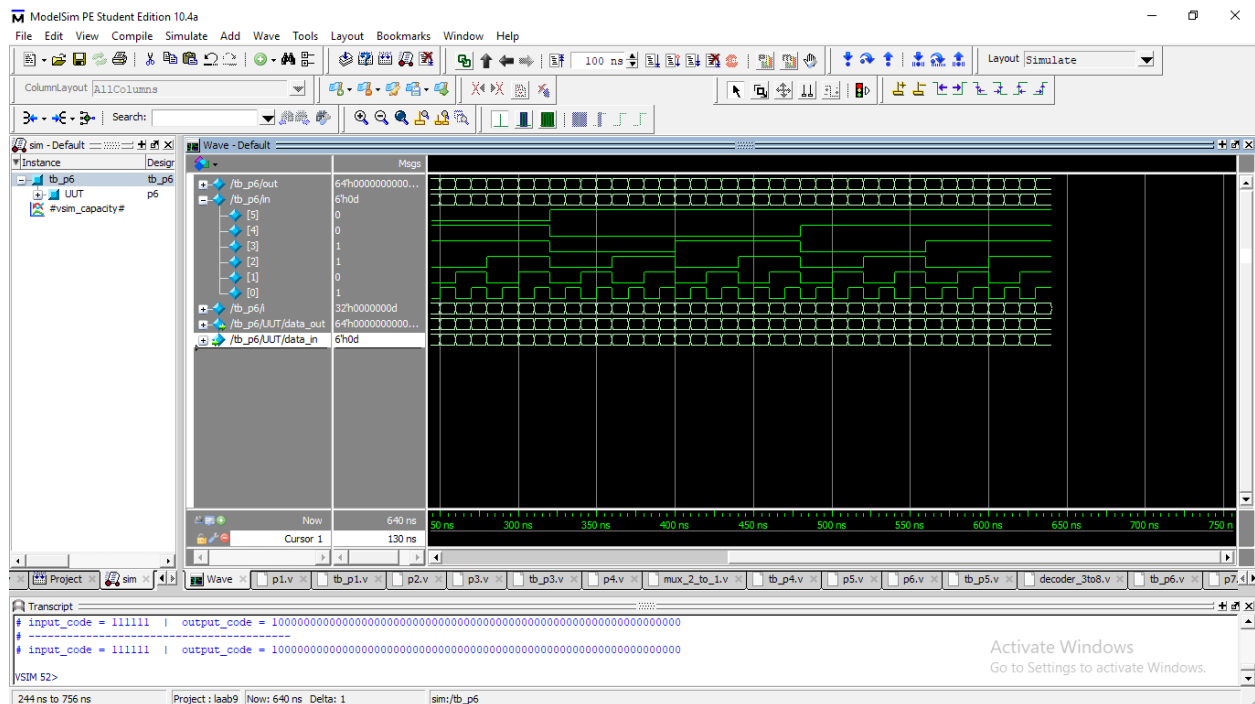 ModelSim PE Student Edition 10.4a
File Edit View Compile Simulate Add Wave Tools Layout Bookmarks Window Help
100 ns Layout Simulate
ColumnLayout AllColumns
Search:
sim - Default Wave - Default
Instance Desigr Msgs
tb_p6 tb_p6 /tb_p6/out 64'h0000000000...
UUT p6 /tb_p6/in 6'h0d
#vsim_capacity# [5] 0
[4] 0
[3] 1
[2] 1
[1] 0
[0] 1
/tb_p6/i 32'h0000000d
/tb_p6/UUT/data_out 64'h0000000000...
/tb_p6/UUT/data_in 6'h0d
Now 640 ns 50 ns 300 ns 350 ns 400 ns 450 ns 500 ns 550 ns 600 ns 650 ns 700 ns 750 n
Cursor 1 130 ns
Project sim Wave p1.v tb_p1.v p2.v p3.v tb_p3.v p4.v mux_2_to_1.v tb_p4.v p5.v p6.v tb_p5.v decoder_3to8.v tb_p6.v p7.
Transcript
# input_code = 111111 | output_code = 1000000000000000000000000000000000000000000000000000000000000000
# -----------------------------------------
# input_code = 111111 | output_code = 1000000000000000000000000000000000000000000000000000000000000000
VSIM 52>
Activate Windows
Go to Settings to activate Windows.
244 ns to 756 ns Project : laab9 Now: 640 ns Delta: 1 sim:/tb_p6